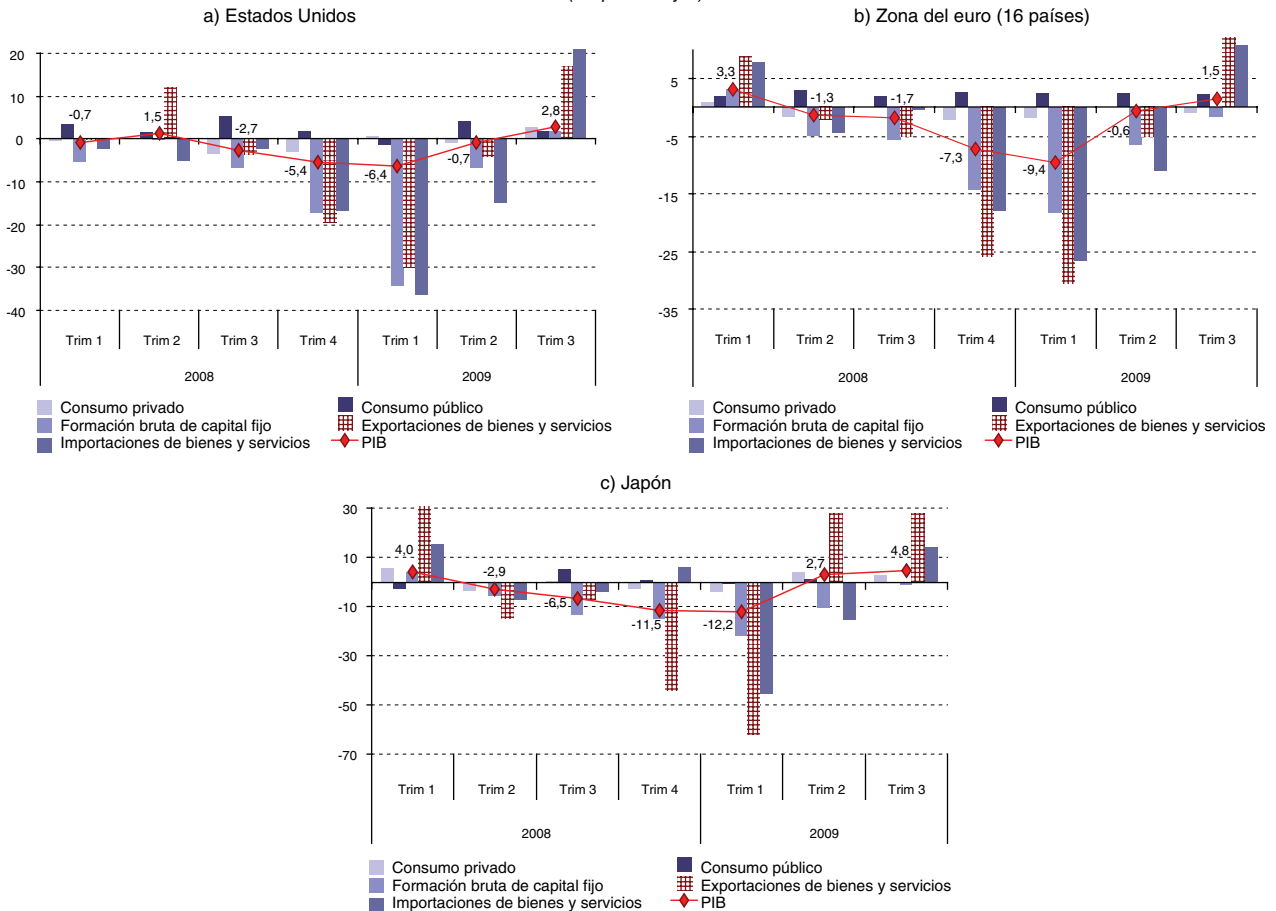 a) Estados Unidos
20
10
0
-10
-20
-30
-40
-0,7
1,5
-2,7
-5,4
-6,4
-0,7
2,8
Trim 1 Trim 2 Trim 3 Trim 4 Trim 1 Trim 2 Trim 3
2008 2009
Consumo privado Consumo público
Formación bruta de capital fijo Exportaciones de bienes y servicios
Importaciones de bienes y servicios PIB
b) Zona del euro (16 países)
5
-5
-15
-25
-35
3,3
-1,3
-1,7
-7,3
-9,4
-0,6
1,5
Trim 1 Trim 2 Trim 3 Trim 4 Trim 1 Trim 2 Trim 3
2008 2009
Consumo privado Consumo público
Formación bruta de capital fijo Exportaciones de bienes y servicios
Importaciones de bienes y servicios PIB
c) Japón
30
10
-10
-30
-50
-70
4,0
-2,9
-6,5
-11,5
-12,2
2,7
4,8
Trim 1 Trim 2 Trim 3 Trim 4 Trim 1 Trim 2 Trim 3
2008 2009
Consumo privado Consumo público
Formación bruta de capital fijo Exportaciones de bienes y servicios
Importaciones de bienes y servicios PIB